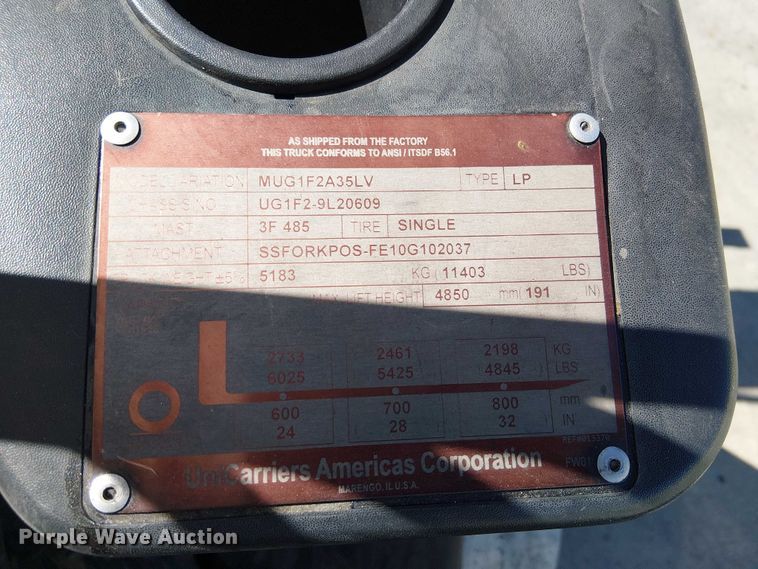 AS SHIPPED FROM THE FACTORY
THIS TRUCK CONFORMS TO ANSI / ITSDF B56.1
MUG1F2A35LV TYPE LP
UG1F2-9L20609
MAST 3F 485 TIRE SINGLE
ATTACHMENT SSFORKPOS-FE10G102037
5183 KG ( 11403 LBS)
MAX. LIFT HEIGHT 4850 mm( 191 IN)
2733 2461 2198 KG
6025 5425 4845 LBS
600 700 800 mm
24 28 32 IN
UniCarriers Americas Corporation
MARENGO, IL U.S.A.
Purple Wave Auction